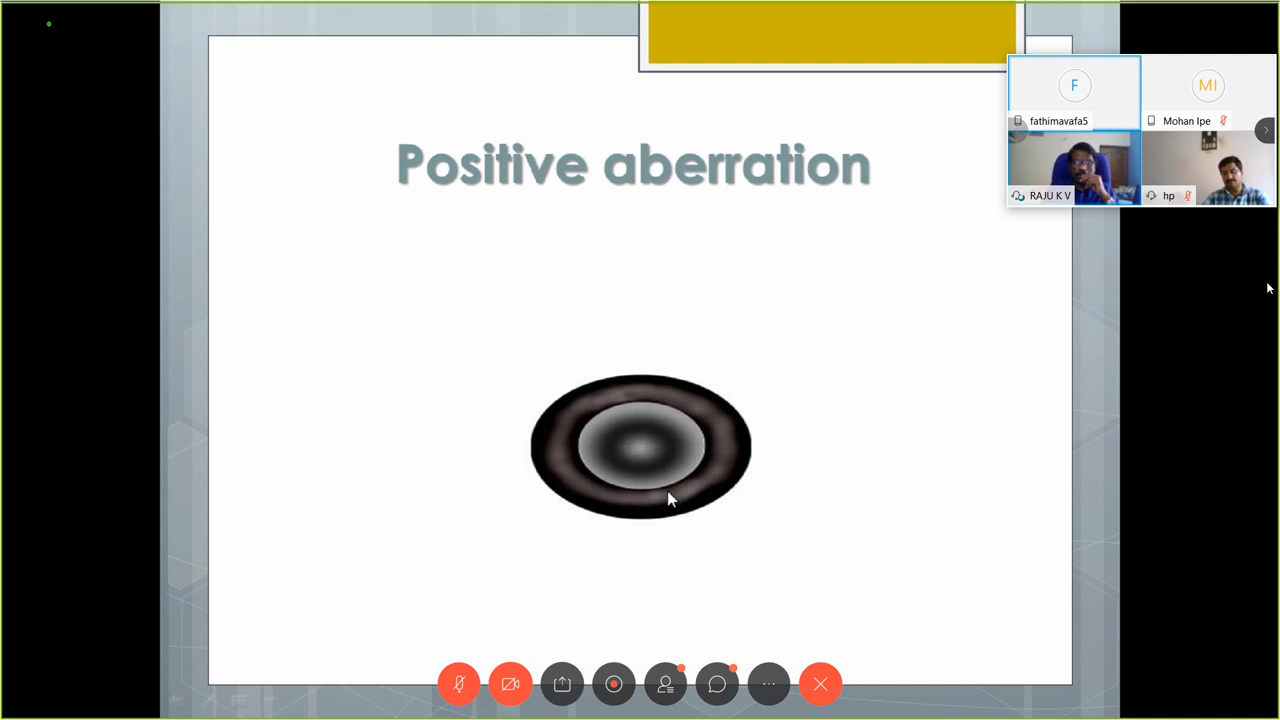 Positive aberration
F
MI
fathimavafa5
Mohan Ipe
RAJU K V
hp